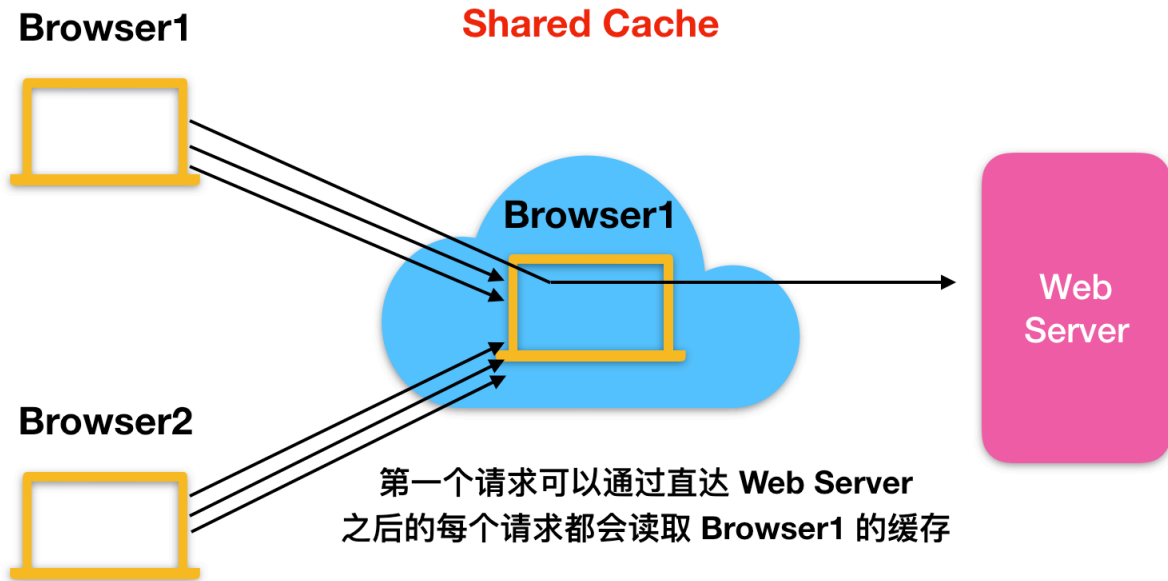 Shared Cache
Browser1
Browser1
Web
Server
Browser2
第一个请求可以通过直达 Web Server
之后的每个请求都会读取 Browser1 的缓存